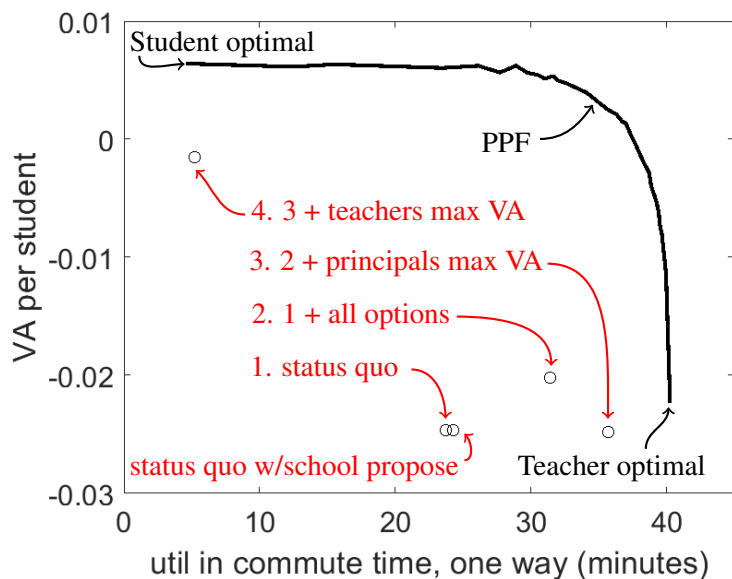 0.01
Student optimal
0
PPF
4. 3 + teachers max VA
-0.01
3. 2 + principals max VA
2. 1 + all options
1. status quo
-0.02
status quo w/school propose
Teacher optimal
-0.03
0
10
20
30
40
VA per student
util in commute time, one way (minutes)